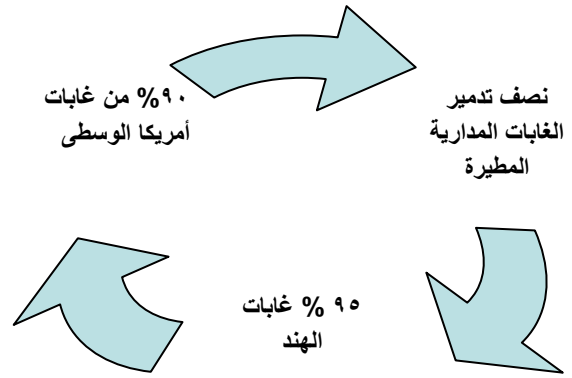 نصف تدمير
الغابات المدارية
المطيرة
٩٥ % غابات
الهند
٩٠% من غابات
أمريكا الوسطى